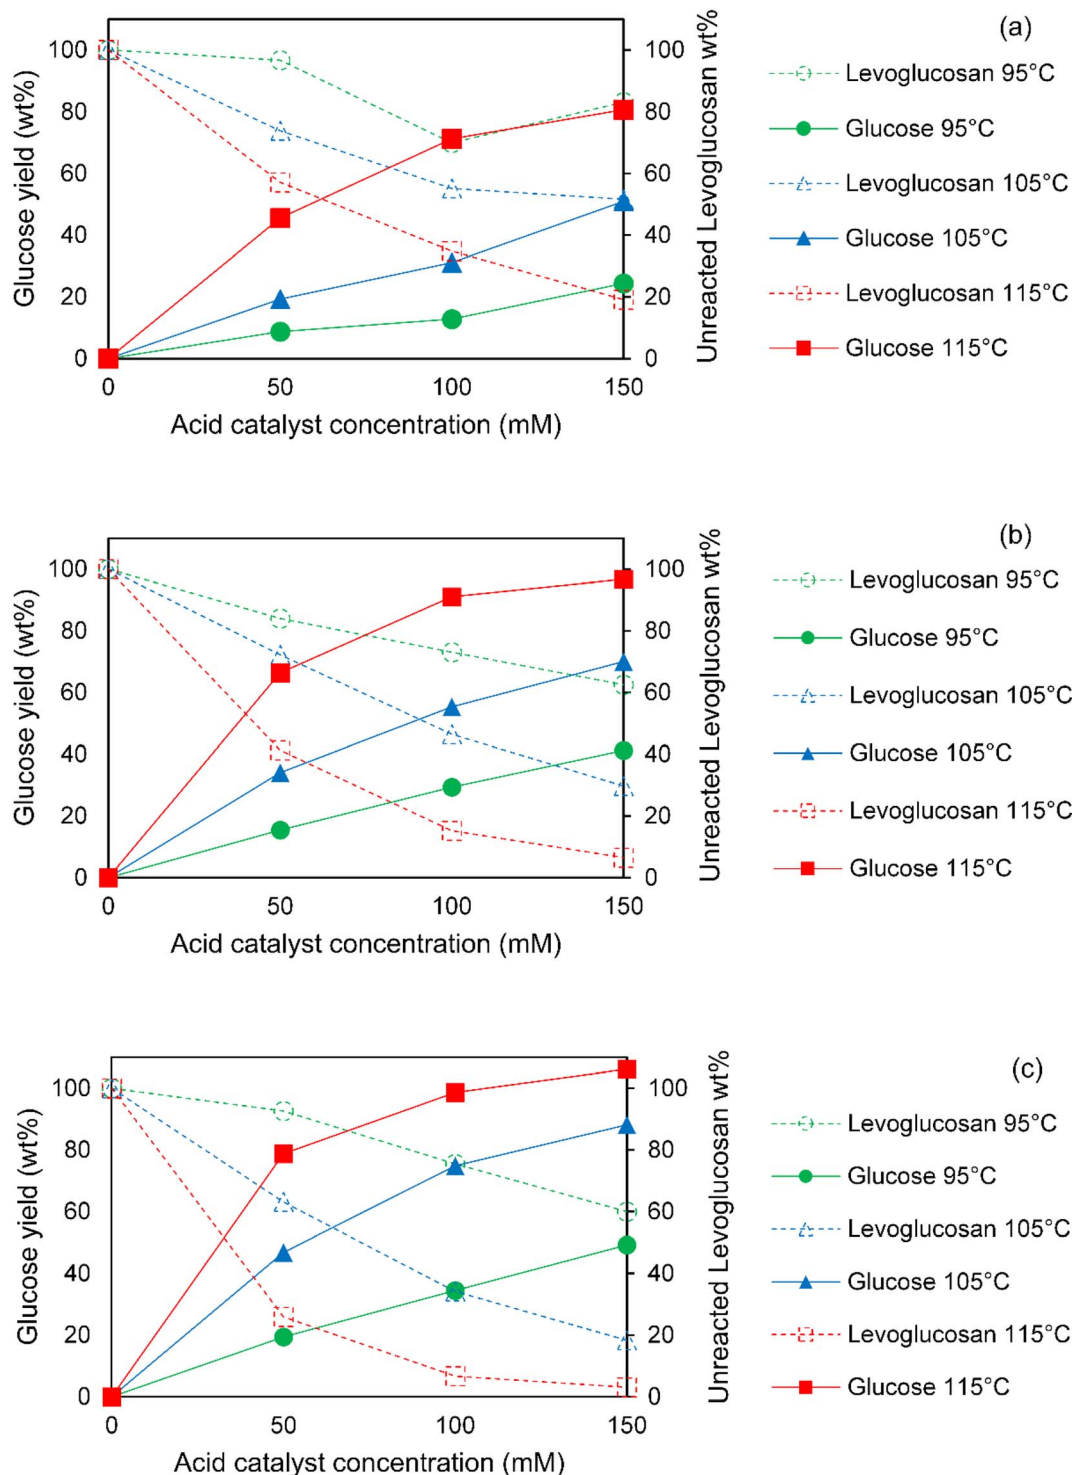 (a)
Glucose yield (wt%)
100
80
60
40
20
0
0
50
100
150
Acid catalyst concentration (mM)
100
80
60
40
20
0
Unreacted Levoglucosan wt%
Levoglucosan 95°C
Glucose 95°C
Levoglucosan 105°C
Glucose 105°C
Levoglucosan 115°C
Glucose 115°C
(b)
Glucose yield (wt%)
100
80
60
40
20
0
0
50
100
150
Acid catalyst concentration (mM)
100
80
60
40
20
0
Unreacted Levoglucosan wt%
Levoglucosan 95°C
Glucose 95°C
Levoglucosan 105°C
Glucose 105°C
Levoglucosan 115°C
Glucose 115°C
(c)
Glucose yield (wt%)
100
80
60
40
20
0
0
50
100
150
Acid catalyst concentration (mM)
100
80
60
40
20
0
Unreacted Levoglucosan wt%
Levoglucosan 95°C
Glucose 95°C
Levoglucosan 105°C
Glucose 105°C
Levoglucosan 115°C
Glucose 115°C